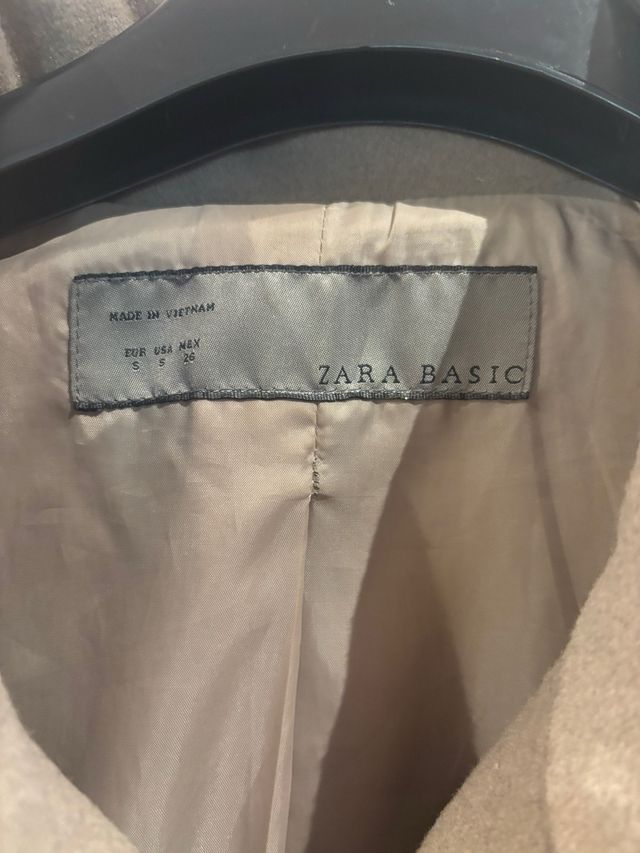 MADE IN VIETNAM
EUR USA MEX
S S 26
ZARA BASIC